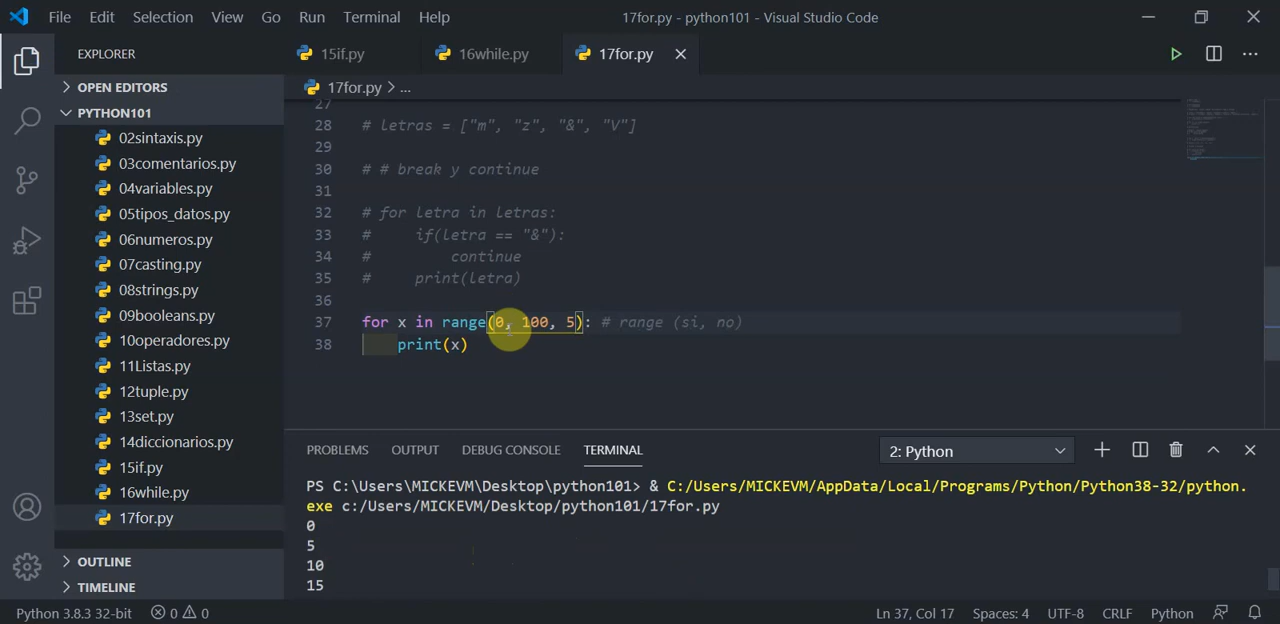 File Edit Selection View Go Run Terminal Help 17for.py - python101 - Visual Studio Code
EXPLORER
15if.py 16while.py 17for.py
OPEN EDITORS
PYTHON101
02sintaxis.py
03comentarios.py
04variables.py
05tipos_datos.py
06numeros.py
07casting.py
08strings.py
09booleans.py
10operadores.py
11Listas.py
12tuple.py
13set.py
14diccionarios.py
15if.py
16while.py
17for.py
OUTLINE
TIMELINE
17for.py > ...
27
28 # letras = ["m", "z", "&", "V"]
29
30 # # break y continue
31
32 # for letra in letras:
33 #     if(letra == "&"):
34 #         continue
35 #     print(letra)
36
37 for x in range(0, 100, 5): # range (si, no)
38     print(x)
PROBLEMS OUTPUT DEBUG CONSOLE TERMINAL 2: Python
PS C:\Users\MICKEVM\Desktop\python101> & C:/Users/MICKEVM/AppData/Local/Programs/Python/Python38-32/python.
exe c:/Users/MICKEVM/Desktop/python101/17for.py
0
5
10
15
Python 3.8.3 32-bit 0 0 Ln 37, Col 17 Spaces: 4 UTF-8 CRLF Python